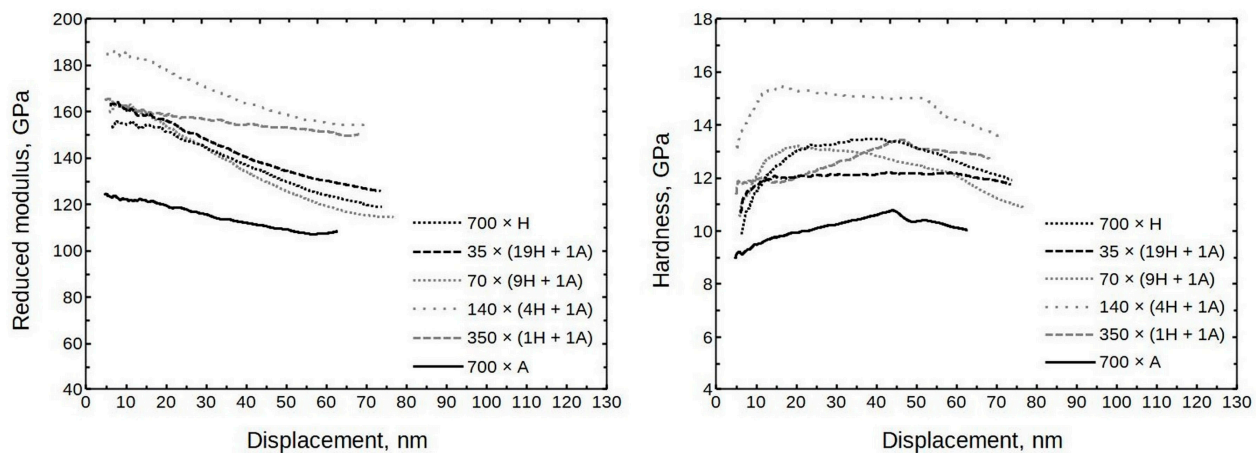 Reduced modulus, GPa
200
180
160
140
120
100
80
60
40
0 10 20 30 40 50 60 70 80 90 100 110 120 130
Displacement, nm
700 × H
35 × (19H + 1A)
70 × (9H + 1A)
140 × (4H + 1A)
350 × (1H + 1A)
700 × A
Hardness, GPa
18
16
14
12
10
8
6
4
0 10 20 30 40 50 60 70 80 90 100 110 120 130
Displacement, nm
700 × H
35 × (19H + 1A)
70 × (9H + 1A)
140 × (4H + 1A)
350 × (1H + 1A)
700 × A